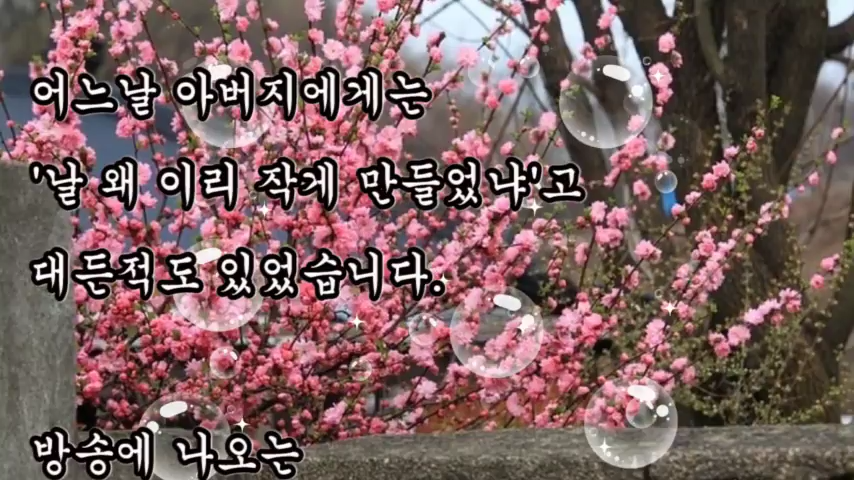 어느날 아버지에게는
'날 왜 이리 작게 만들었냐'고
대든적도 있었습니다.
방송에 나오는